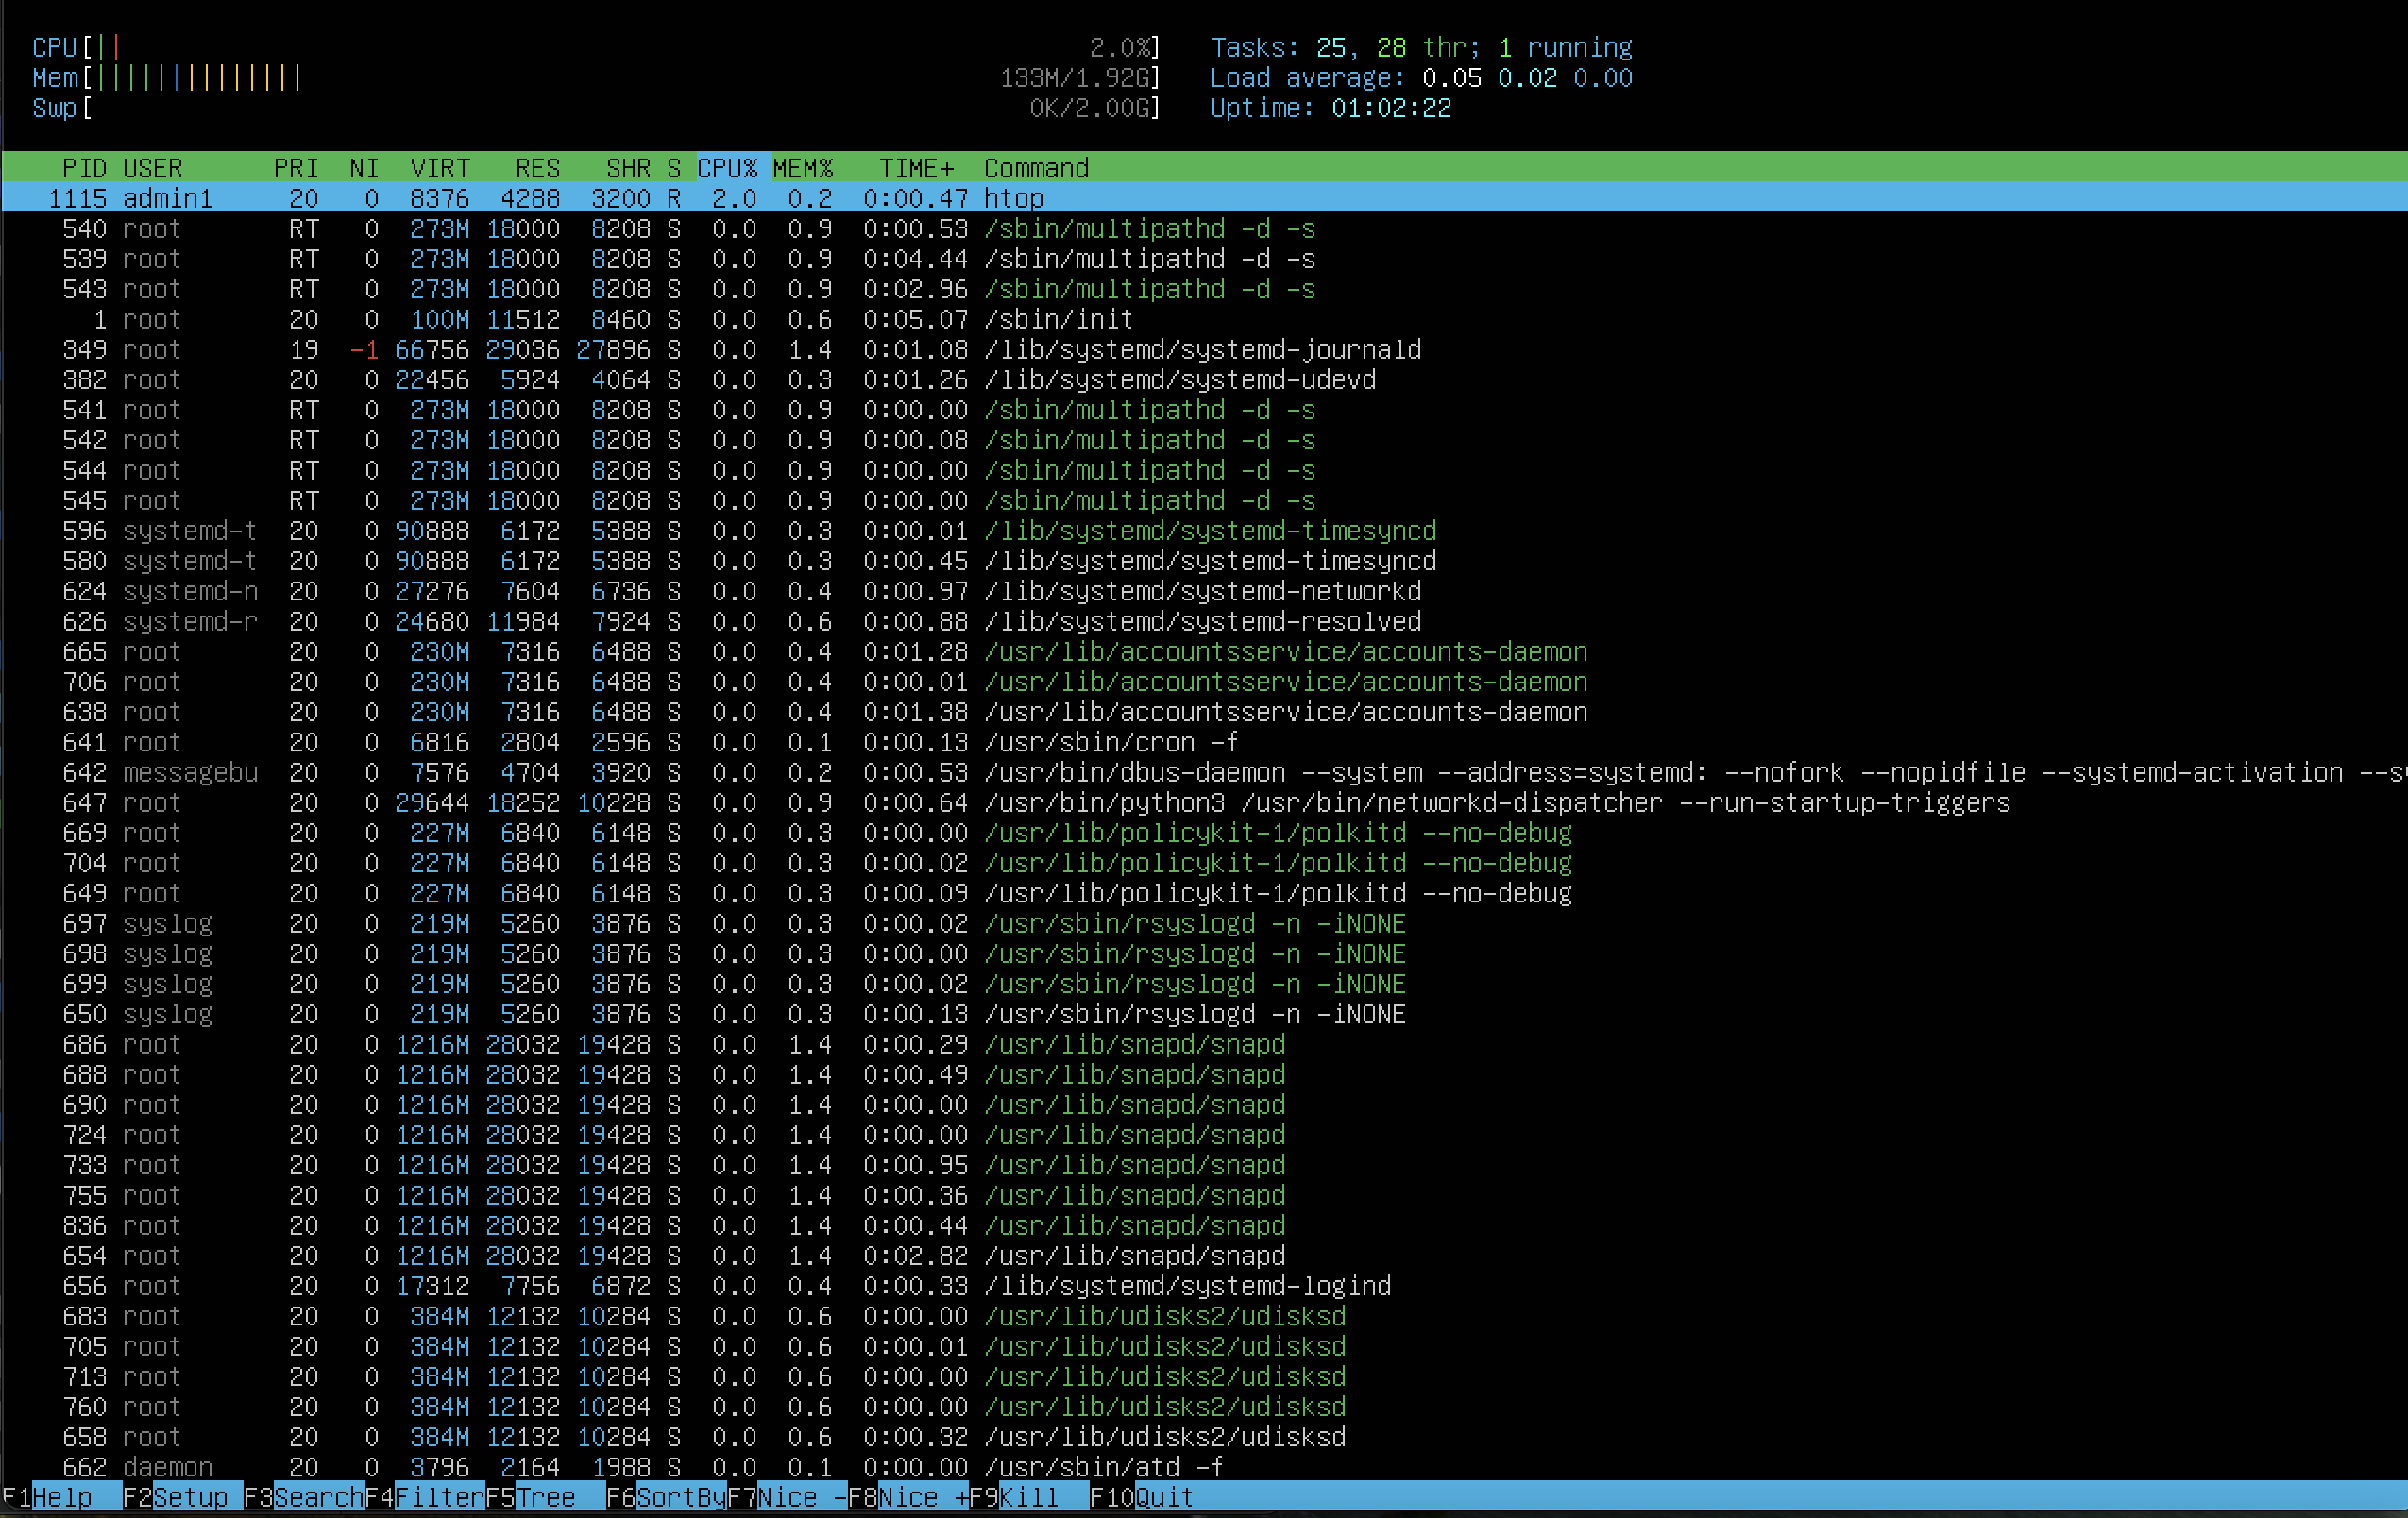 CPU[|| 2.0%] Tasks: 25, 28 thr; 1 running
Mem[|||||||||||||| 133M/1.92G] Load average: 0.05 0.02 0.00
Swp[ 0K/2.00G] Uptime: 01:02:22
PID USER PRI NI VIRT RES SHR S CPU% MEM% TIME+ Command
1115 admin1 20 0 8376 4288 3200 R 2.0 0.2 0:00.47 htop
540 root RT 0 273M 18000 8208 S 0.0 0.9 0:00.53 /sbin/multipathd -d -s
539 root RT 0 273M 18000 8208 S 0.0 0.9 0:04.44 /sbin/multipathd -d -s
543 root RT 0 273M 18000 8208 S 0.0 0.9 0:02.96 /sbin/multipathd -d -s
1 root 20 0 100M 11512 8460 S 0.0 0.6 0:05.07 /sbin/init
349 root 19 -1 66756 29036 27896 S 0.0 1.4 0:01.08 /lib/systemd/systemd-journald
382 root 20 0 22456 5924 4064 S 0.0 0.3 0:01.26 /lib/systemd/systemd-udevd
541 root RT 0 273M 18000 8208 S 0.0 0.9 0:00.00 /sbin/multipathd -d -s
542 root RT 0 273M 18000 8208 S 0.0 0.9 0:00.08 /sbin/multipathd -d -s
544 root RT 0 273M 18000 8208 S 0.0 0.9 0:00.00 /sbin/multipathd -d -s
545 root RT 0 273M 18000 8208 S 0.0 0.9 0:00.00 /sbin/multipathd -d -s
596 systemd-t 20 0 90888 6172 5388 S 0.0 0.3 0:00.01 /lib/systemd/systemd-timesyncd
580 systemd-t 20 0 90888 6172 5388 S 0.0 0.3 0:00.45 /lib/systemd/systemd-timesyncd
624 systemd-n 20 0 27276 7604 6736 S 0.0 0.4 0:00.97 /lib/systemd/systemd-networkd
626 systemd-r 20 0 24680 11984 7924 S 0.0 0.6 0:00.88 /lib/systemd/systemd-resolved
665 root 20 0 230M 7316 6488 S 0.0 0.4 0:01.28 /usr/lib/accountsservice/accounts-daemon
706 root 20 0 230M 7316 6488 S 0.0 0.4 0:00.01 /usr/lib/accountsservice/accounts-daemon
638 root 20 0 230M 7316 6488 S 0.0 0.4 0:01.38 /usr/lib/accountsservice/accounts-daemon
641 root 20 0 6816 2804 2596 S 0.0 0.1 0:00.13 /usr/sbin/cron -f
642 messagebu 20 0 7576 4704 3920 S 0.0 0.2 0:00.53 /usr/bin/dbus-daemon --system --address=systemd: --nofork --nopidfile --systemd-activation
647 root 20 0 29644 18252 10228 S 0.0 0.9 0:00.64 /usr/bin/python3 /usr/bin/networkd-dispatcher --run-startup-triggers
669 root 20 0 227M 6840 6148 S 0.0 0.3 0:00.00 /usr/lib/policykit-1/polkitd --no-debug
704 root 20 0 227M 6840 6148 S 0.0 0.3 0:00.02 /usr/lib/policykit-1/polkitd --no-debug
649 root 20 0 227M 6840 6148 S 0.0 0.3 0:00.09 /usr/lib/policykit-1/polkitd --no-debug
697 syslog 20 0 219M 5260 3876 S 0.0 0.3 0:00.02 /usr/sbin/rsyslogd -n -iNONE
698 syslog 20 0 219M 5260 3876 S 0.0 0.3 0:00.00 /usr/sbin/rsyslogd -n -iNONE
699 syslog 20 0 219M 5260 3876 S 0.0 0.3 0:00.02 /usr/sbin/rsyslogd -n -iNONE
650 syslog 20 0 219M 5260 3876 S 0.0 0.3 0:00.13 /usr/sbin/rsyslogd -n -iNONE
686 root 20 0 1216M 28032 19428 S 0.0 1.4 0:00.29 /usr/lib/snapd/snapd
688 root 20 0 1216M 28032 19428 S 0.0 1.4 0:00.49 /usr/lib/snapd/snapd
690 root 20 0 1216M 28032 19428 S 0.0 1.4 0:00.00 /usr/lib/snapd/snapd
724 root 20 0 1216M 28032 19428 S 0.0 1.4 0:00.00 /usr/lib/snapd/snapd
733 root 20 0 1216M 28032 19428 S 0.0 1.4 0:00.95 /usr/lib/snapd/snapd
755 root 20 0 1216M 28032 19428 S 0.0 1.4 0:00.36 /usr/lib/snapd/snapd
836 root 20 0 1216M 28032 19428 S 0.0 1.4 0:00.44 /usr/lib/snapd/snapd
654 root 20 0 1216M 28032 19428 S 0.0 1.4 0:02.82 /usr/lib/snapd/snapd
656 root 20 0 17312 7756 6872 S 0.0 0.4 0:00.33 /lib/systemd/systemd-logind
683 root 20 0 384M 12132 10284 S 0.0 0.6 0:00.00 /usr/lib/udisks2/udisksd
705 root 20 0 384M 12132 10284 S 0.0 0.6 0:00.01 /usr/lib/udisks2/udisksd
713 root 20 0 384M 12132 10284 S 0.0 0.6 0:00.00 /usr/lib/udisks2/udisksd
760 root 20 0 384M 12132 10284 S 0.0 0.6 0:00.00 /usr/lib/udisks2/udisksd
658 root 20 0 384M 12132 10284 S 0.0 0.6 0:00.32 /usr/lib/udisks2/udisksd
662 daemon 20 0 3796 2164 1988 S 0.0 0.1 0:00.00 /usr/sbin/atd -f
F1Help F2Setup F3SearchF4FilterF5Tree F6SortByF7Nice -F8Nice +F9Kill F10Quit